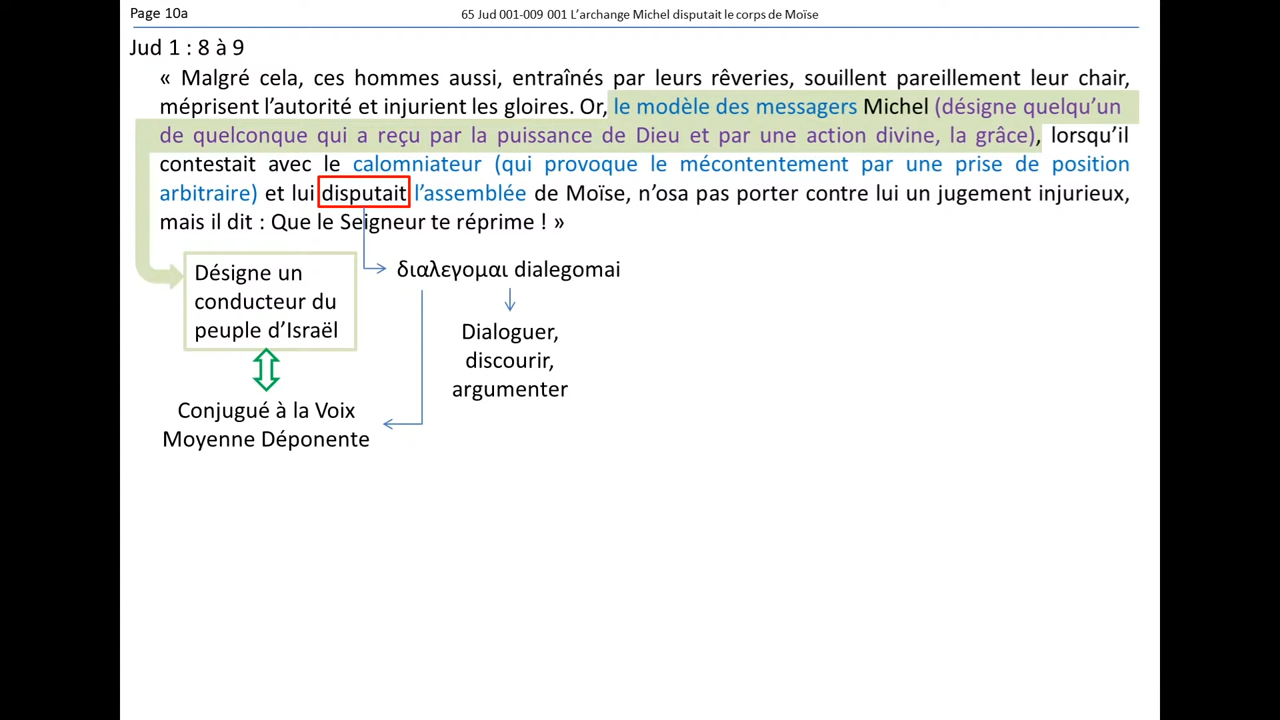 Page 10a
65 Jud 001-009 001 L’archange Michel disputait le corps de Moïse
Jud 1 : 8 à 9
« Malgré cela, ces hommes aussi, entraînés par leurs rêveries, souillent pareillement leur chair,
méprisent l’autorité et injurient les gloires. Or, le modèle des messagers Michel (désigne quelqu’un
de quelconque qui a reçu par la puissance de Dieu et par une action divine, la grâce), lorsqu’il
contestait avec le calomniateur (qui provoque le mécontentement par une prise de position
arbitraire) et lui disputait l’assemblée de Moïse, n’osa pas porter contre lui un jugement injurieux,
mais il dit : Que le Seigneur te réprime ! »
διαλεγομαι dialegomai
Désigne un
conducteur du
peuple d’Israël
Dialoguer,
discourir,
argumenter
Conjugué à la Voix
Moyenne Déponente